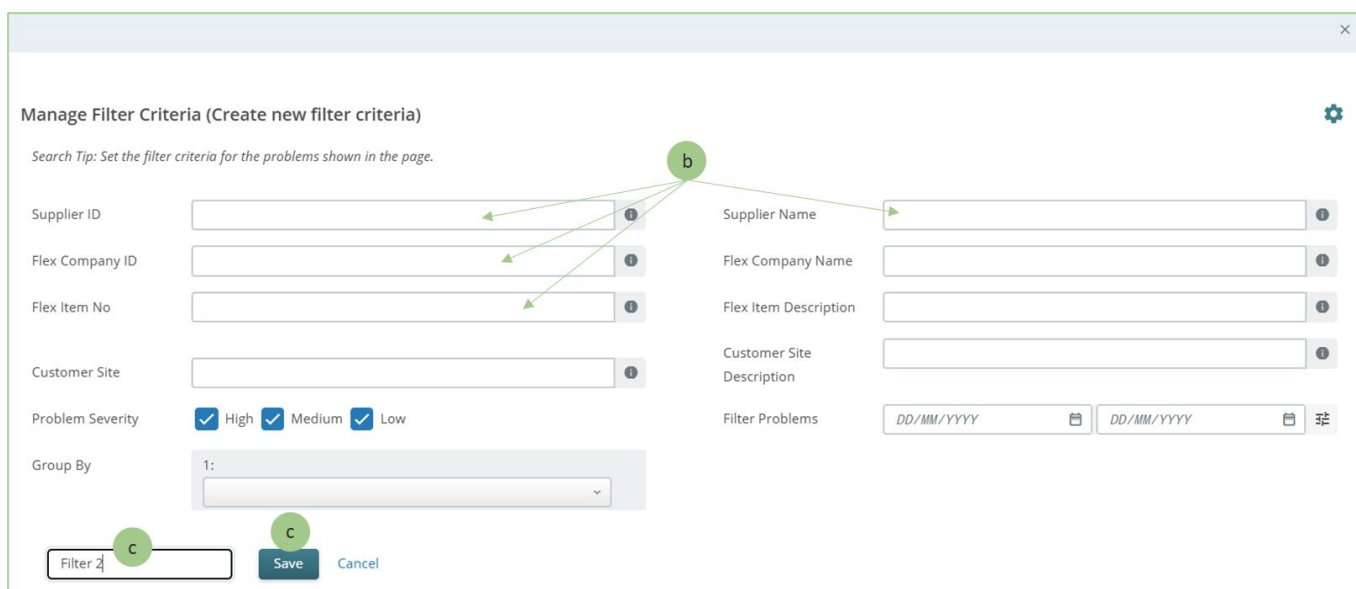 ×
Manage Filter Criteria (Create new filter criteria)
Search Tip: Set the filter criteria for the problems shown in the page.
b
Supplier ID
Supplier Name
Flex Company ID
Flex Company Name
Flex Item No
Flex Item Description
Customer Site
Customer Site
Description
Problem Severity High Medium Low
Filter Problems DD/MM/YYYY DD/MM/YYYY
Group By 1:
c
c
Filter 2 Save Cancel